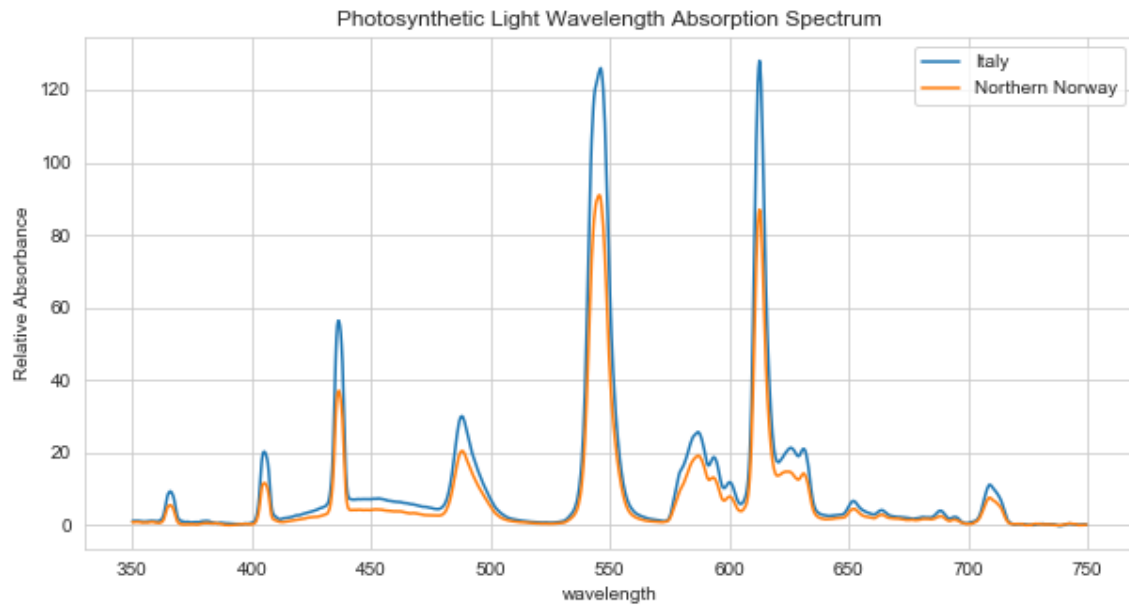 Photosynthetic Light Wavelength Absorption Spectrum
Italy
Northern Norway
Relative Absorbance
120
100
80
60
40
20
0
350 400 450 500 550 600 650 700 750
wavelength